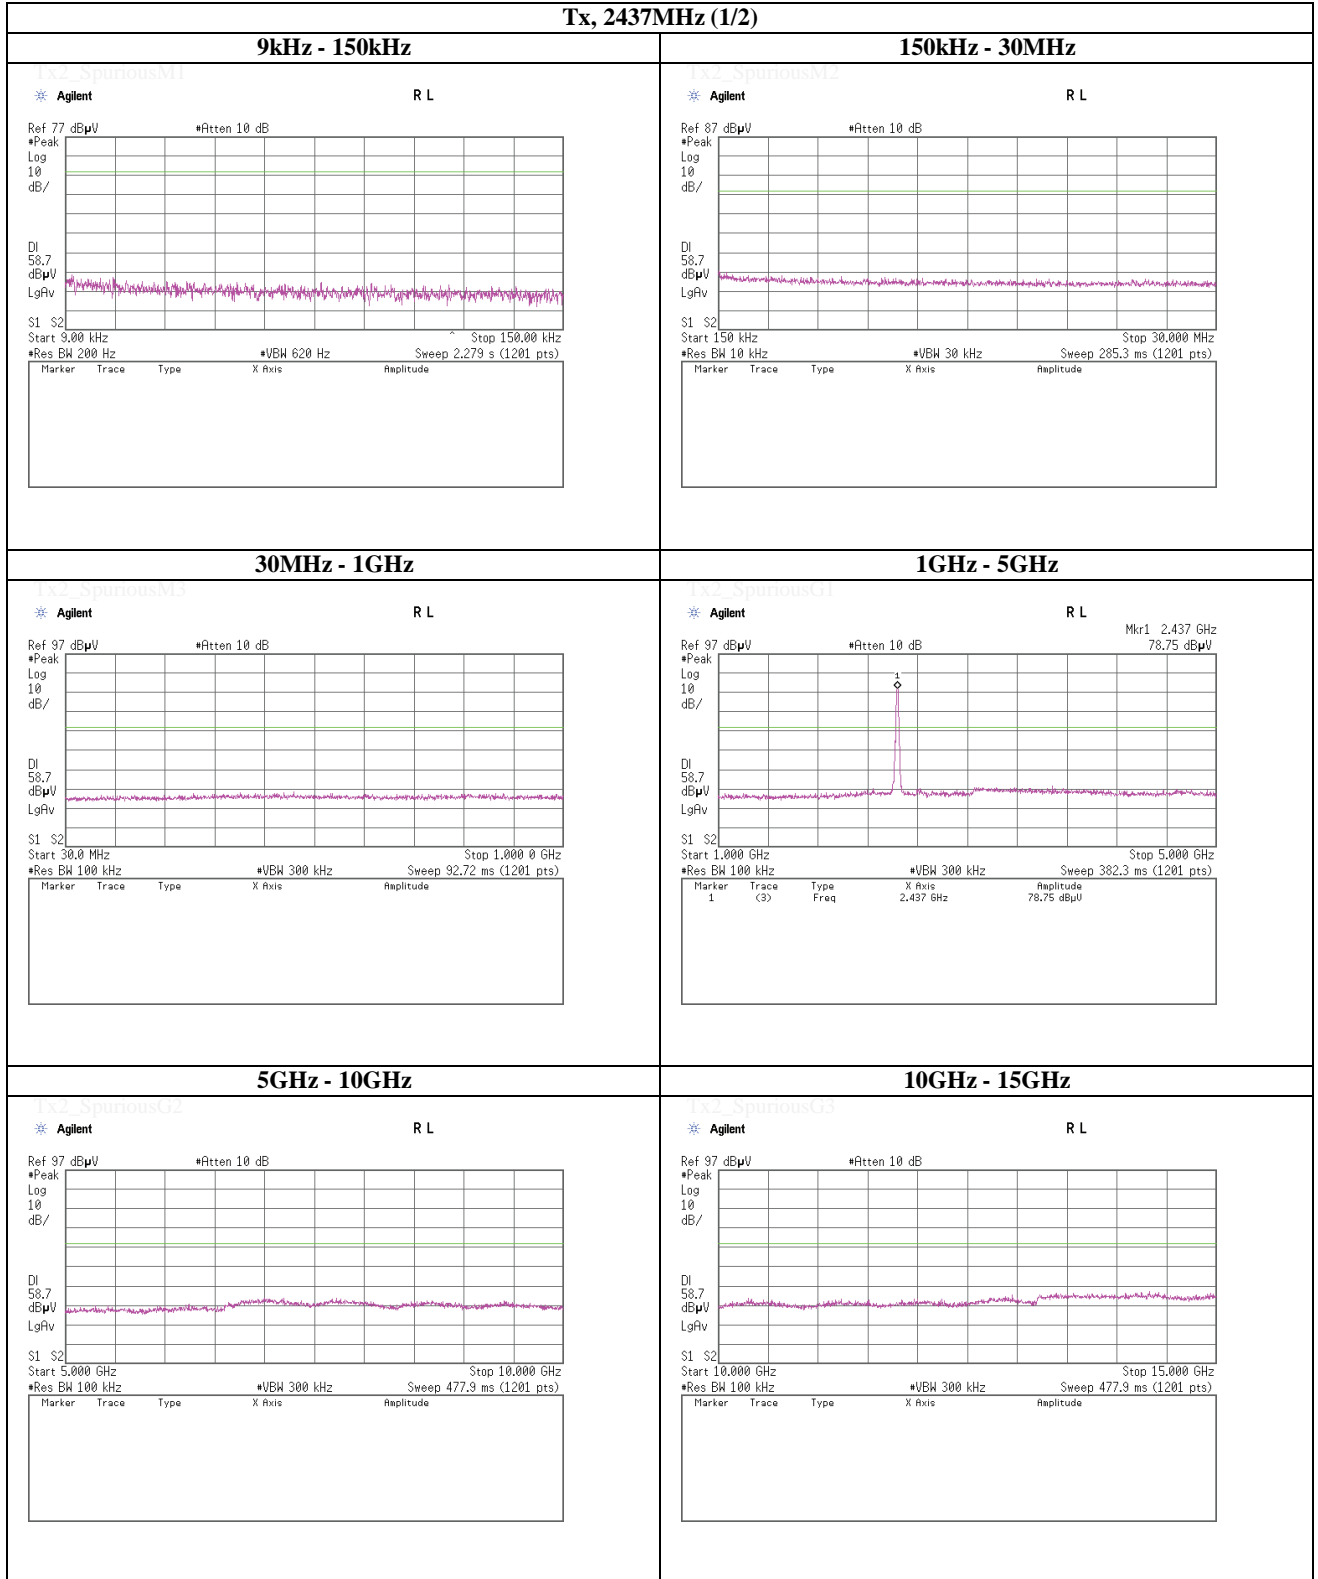 Tx, 2437MHz (1/2)
9kHz - 150kHz
Tx2_SpuriousM1
Agilent R L
Ref 77 dBµV #Atten 10 dB
#Peak
Log
10
dB/
DI
58.7
dBµV
LgAv
S1 S2
Start 9.00 kHz ^ Stop 150.00 kHz
#Res BW 200 Hz #VBW 620 Hz Sweep 2.279 s (1201 pts)
Marker Trace Type X Axis Amplitude
150kHz - 30MHz
Tx2_SpuriousM2
Agilent R L
Ref 87 dBµV #Atten 10 dB
#Peak
Log
10
dB/
DI
58.7
dBµV
LgAv
S1 S2
Start 150 kHz Stop 30.000 MHz
#Res BW 10 kHz #VBW 30 kHz Sweep 285.3 ms (1201 pts)
Marker Trace Type X Axis Amplitude
30MHz - 1GHz
Tx2_SpuriousM3
Agilent R L
Ref 97 dBµV #Atten 10 dB
#Peak
Log
10
dB/
DI
58.7
dBµV
LgAv
S1 S2
Start 30.0 MHz Stop 1.000 0 GHz
#Res BW 100 kHz #VBW 300 kHz Sweep 92.72 ms (1201 pts)
Marker Trace Type X Axis Amplitude
1GHz - 5GHz
Tx2_SpuriousG1
Agilent R L
Mkr1 2.437 GHz
Ref 97 dBµV #Atten 10 dB 78.75 dBµV
#Peak
Log
10
dB/
1
DI
58.7
dBµV
LgAv
S1 S2
Start 1.000 GHz Stop 5.000 GHz
#Res BW 100 kHz #VBW 300 kHz Sweep 382.3 ms (1201 pts)
Marker Trace Type X Axis Amplitude
1 (3) Freq 2.437 GHz 78.75 dBµV
5GHz - 10GHz
Tx2_SpuriousG2
Agilent R L
Ref 97 dBµV #Atten 10 dB
#Peak
Log
10
dB/
DI
58.7
dBµV
LgAv
S1 S2
Start 5.000 GHz Stop 10.000 GHz
#Res BW 100 kHz #VBW 300 kHz Sweep 477.9 ms (1201 pts)
Marker Trace Type X Axis Amplitude
10GHz - 15GHz
Tx2_SpuriousG3
Agilent R L
Ref 97 dBµV #Atten 10 dB
#Peak
Log
10
dB/
DI
58.7
dBµV
LgAv
S1 S2
Start 10.000 GHz Stop 15.000 GHz
#Res BW 100 kHz #VBW 300 kHz Sweep 477.9 ms (1201 pts)
Marker Trace Type X Axis Amplitude